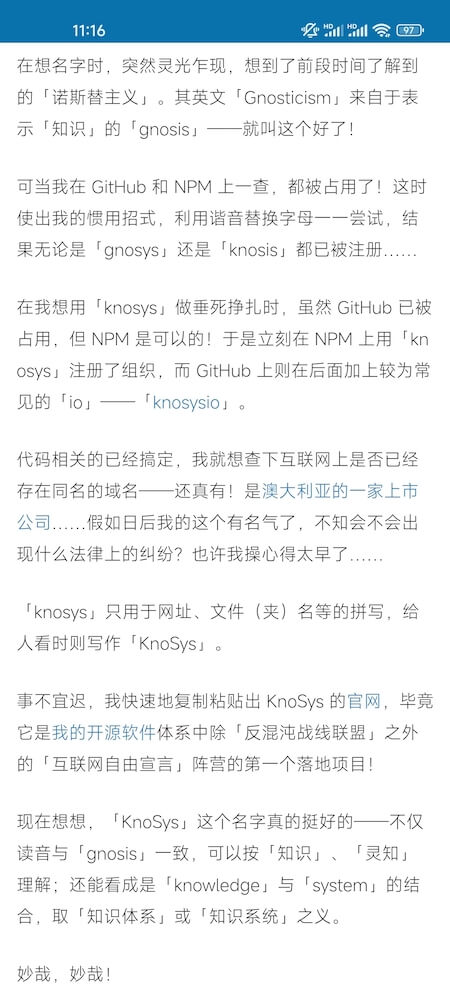 11:16
HD HD 97
在想名字时，突然灵光乍现，想到了前段时间了解到
的「诺斯替主义」。其英文「Gnosticism」来自于表
示「知识」的「gnosis」——就叫这个好了！
可当我在 GitHub 和 NPM 上一查，都被占用了！这时
使出我的惯用招式，利用谐音替换字母一一尝试，结
果无论是「gnosys」还是「knosis」都已被注册……
在我想用「knosys」做垂死挣扎时，虽然 GitHub 已被
占用，但 NPM 是可以的！于是立刻在 NPM 上用「kn
osys」注册了组织，而 GitHub 上则在后面加上较为常
见的「io」——「knosysio」。
代码相关的已经搞定，我就想查下互联网上是否已经
存在同名的域名——还真有！是澳大利亚的一家上市
公司……假如日后我的这个有名气了，不知会不会出
现什么法律上的纠纷？也许我操心得太早了……
「knosys」只用于网址、文件（夹）名等的拼写，给
人看时则写作「KnoSys」。
事不宜迟，我快速地复制粘贴出 KnoSys 的官网，毕竟
它是我的开源软件体系中除「反混沌战线联盟」之外
的「互联网自由宣言」阵营的第一个落地项目！
现在想想，「KnoSys」这个名字真的挺好的——不仅
读音与「gnosis」一致，可以按「知识」、「灵知」
理解；还能看成是「knowledge」与「system」的结
合，取「知识体系」或「知识系统」之义。
妙哉，妙哉！